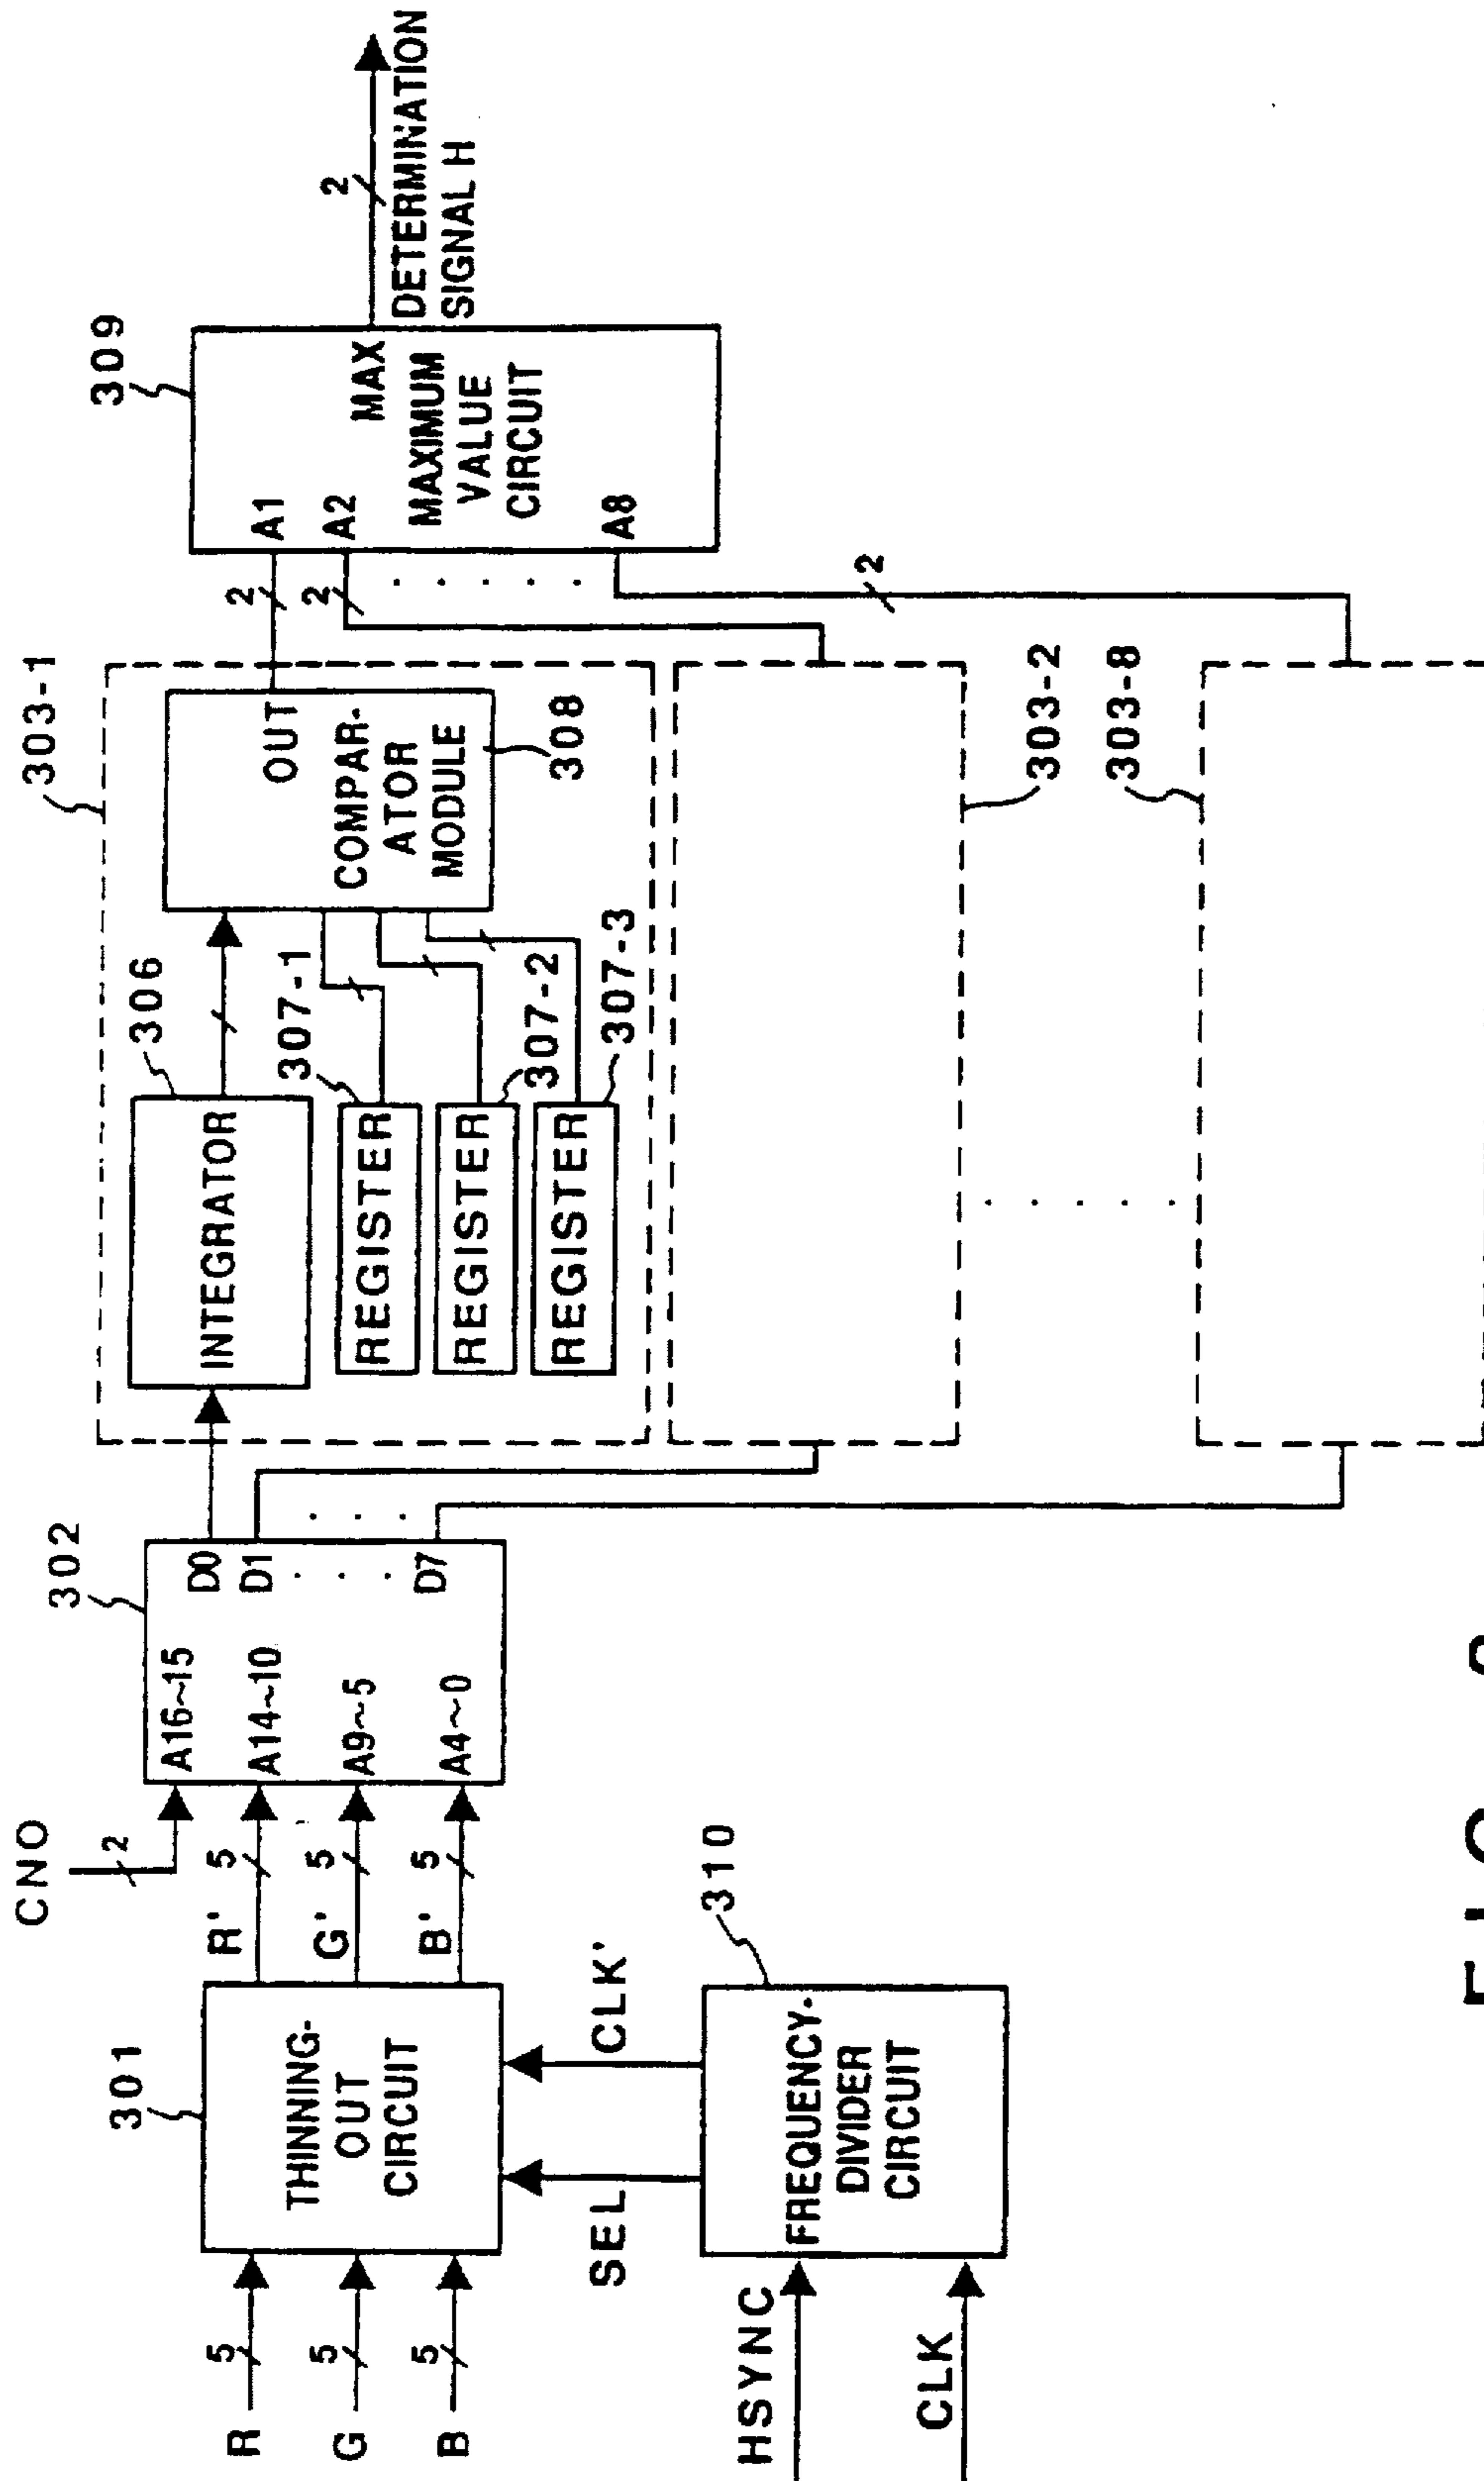 R
5
G
5
B
5
301
THINNING-
OUT
CIRCUIT
HSYNC
CLK
SEL
CLK'
FREQUENCY-
DIVIDER
CIRCUIT
310
CNO
2
R'
5
G'
5
B'
5
302
A16~15
A14~10
A9~5
A4~0
D0
D1
D7
303-1
306
INTEGRATOR
307-1
REGISTER
307-2
REGISTER
307-3
REGISTER
OUT
COMPAR-
ATOR
MODULE
308
303-2
303-8
2
2
2
309
A1
A2
A8
MAX
MAXIMUM
VALUE
CIRCUIT
2
DETERMINATION
SIGNAL H